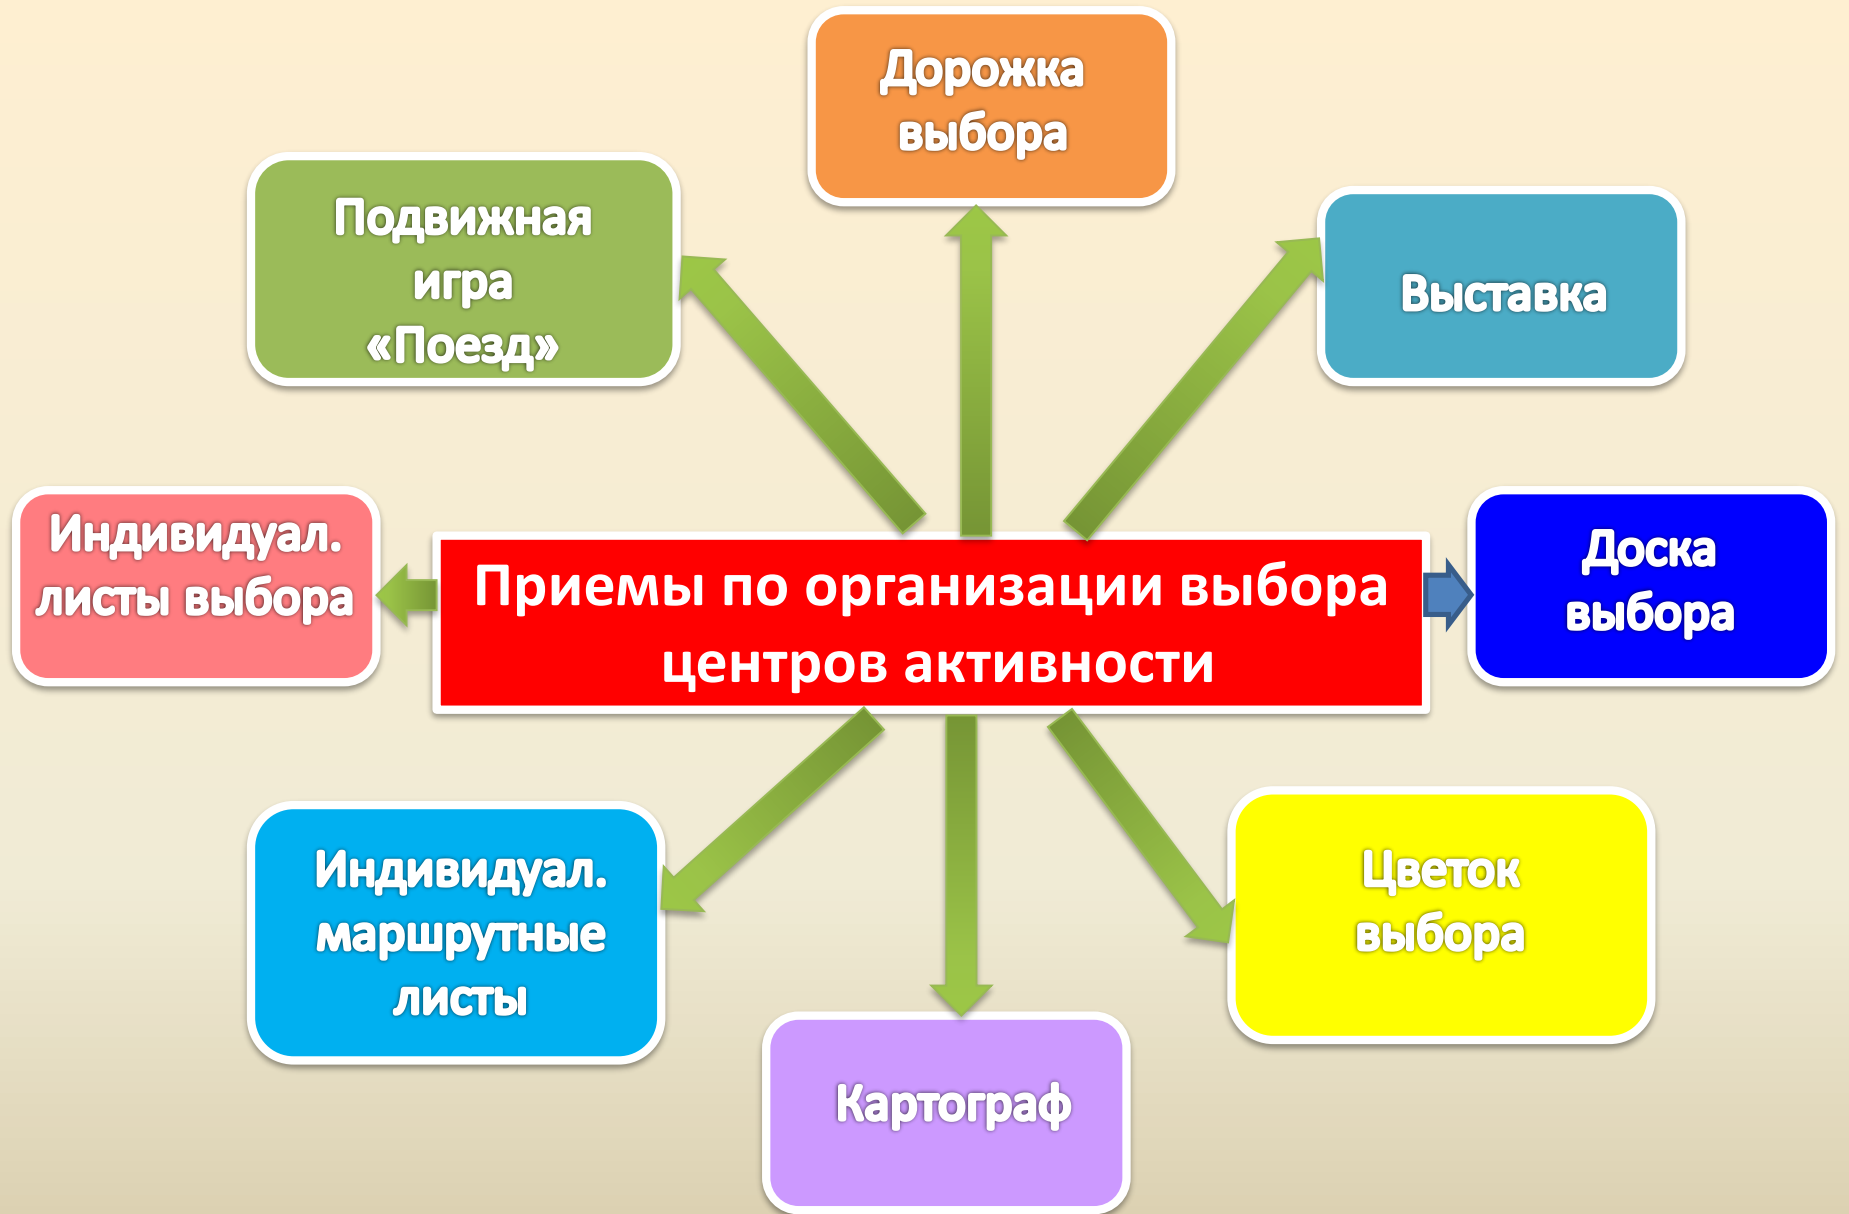 Дорожка
выбора
Подвижная
игра
«Поезд»
Выставка
Индивидуал.
листы выбора
Приемы по организации выбора
центров активности
Доска
выбора
Индивидуал.
маршрутные
листы
Цветок
выбора
Картограф